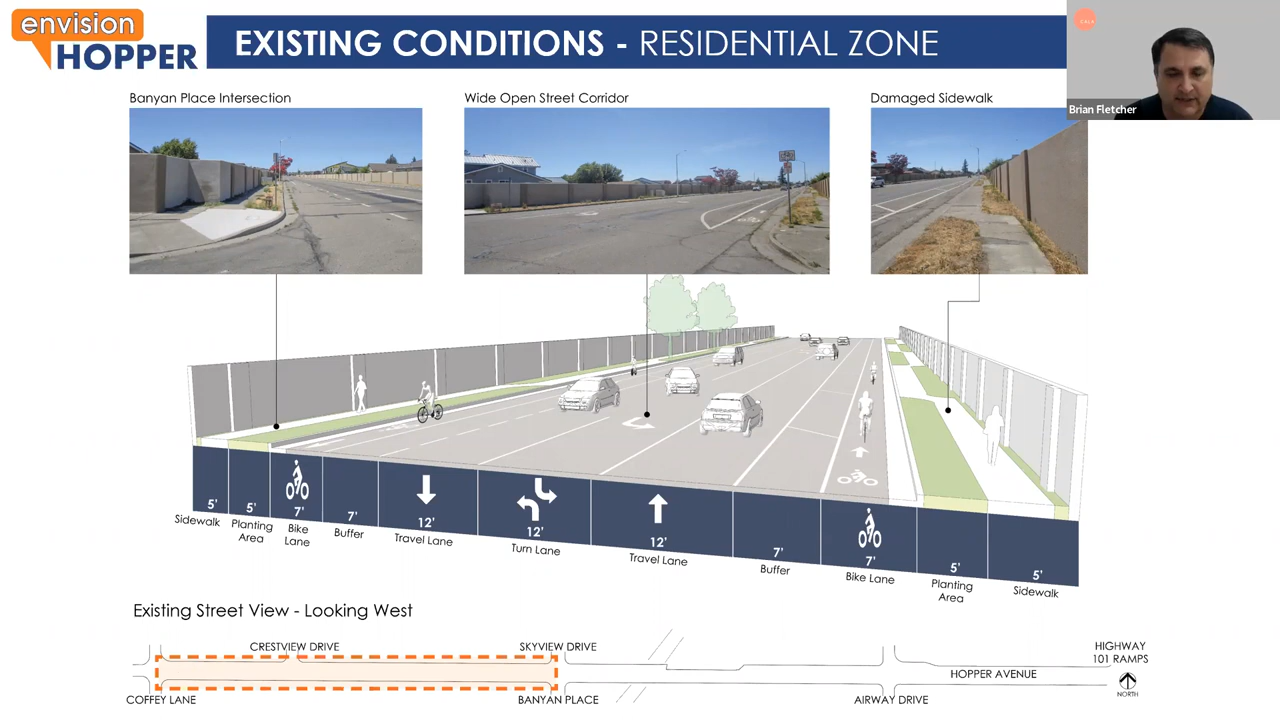 envision
HOPPER
EXISTING CONDITIONS - RESIDENTIAL ZONE
Brian Fletcher
Banyan Place Intersection
Wide Open Street Corridor
Damaged Sidewalk
5'
Sidewalk
5'
Planting
Area
7'
Bike
Lane
7'
Buffer
12'
Travel Lane
12'
Turn Lane
12'
Travel Lane
7'
Buffer
7'
Bike Lane
5'
Planting
Area
5'
Sidewalk
Existing Street View - Looking West
CRESTVIEW DRIVE
SKYVIEW DRIVE
HIGHWAY
101 RAMPS
HOPPER AVENUE
COFFEY LANE
BANYAN PLACE
AIRWAY DRIVE
NORTH